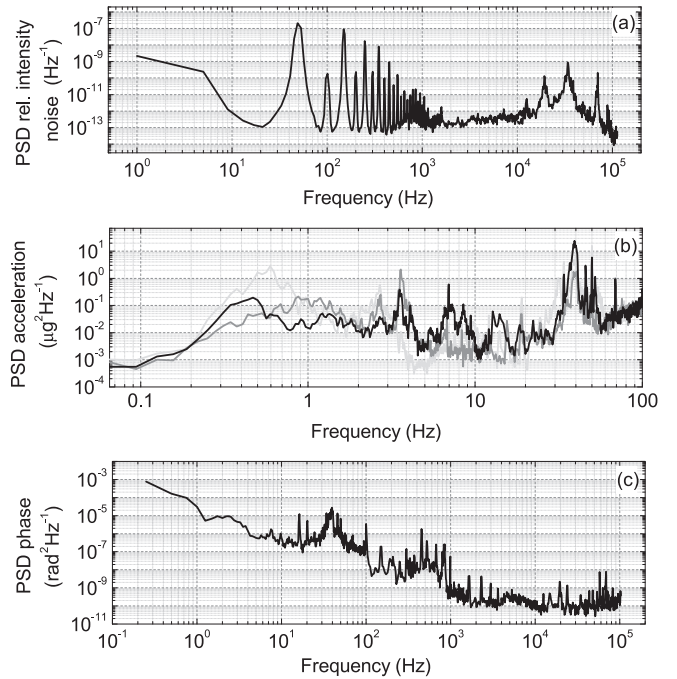 (a)
PSD rel. intensity
noise (Hz⁻¹)
10⁻⁷
10⁻⁹
10⁻¹¹
10⁻¹³
10⁰ 10¹ 10² 10³ 10⁴ 10⁵
Frequency (Hz)
(b)
PSD acceleration
(μg²Hz⁻¹)
10¹
10⁰
10⁻¹
10⁻²
10⁻³
10⁻⁴
0.1 1 10 100
Frequency (Hz)
(c)
PSD phase
(rad²Hz⁻¹)
10⁻³
10⁻⁵
10⁻⁷
10⁻⁹
10⁻¹¹
10⁻¹ 10⁰ 10¹ 10² 10³ 10⁴ 10⁵
Frequency (Hz)